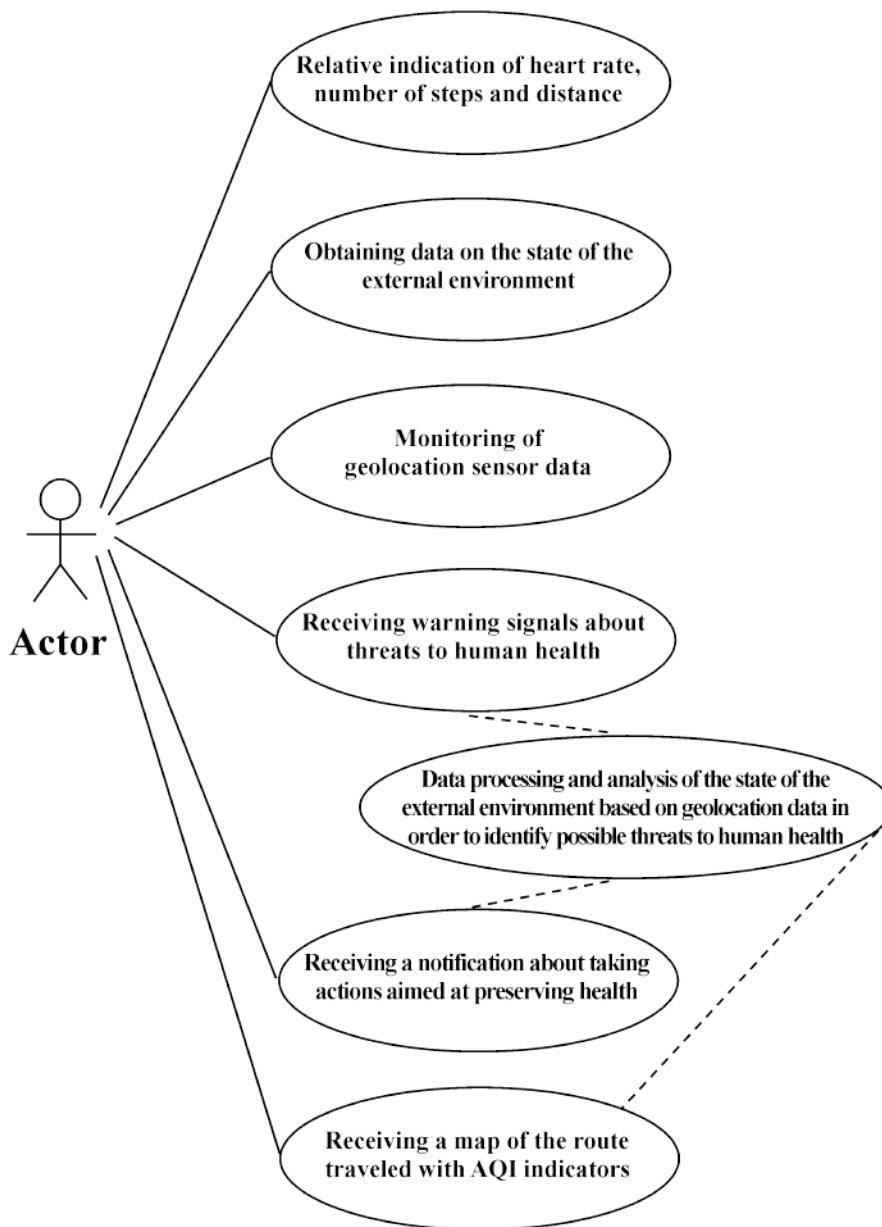 Relative indication of heart rate,
number of steps and distance
Obtaining data on the state of the
external environment
Monitoring of
geolocation sensor data
Actor
Receiving warning signals about
threats to human health
Data processing and analysis of the state of the
external environment based on geolocation data in
order to identify possible threats to human health
Receiving a notification about taking
actions aimed at preserving health
Receiving a map of the route
traveled with AQI indicators